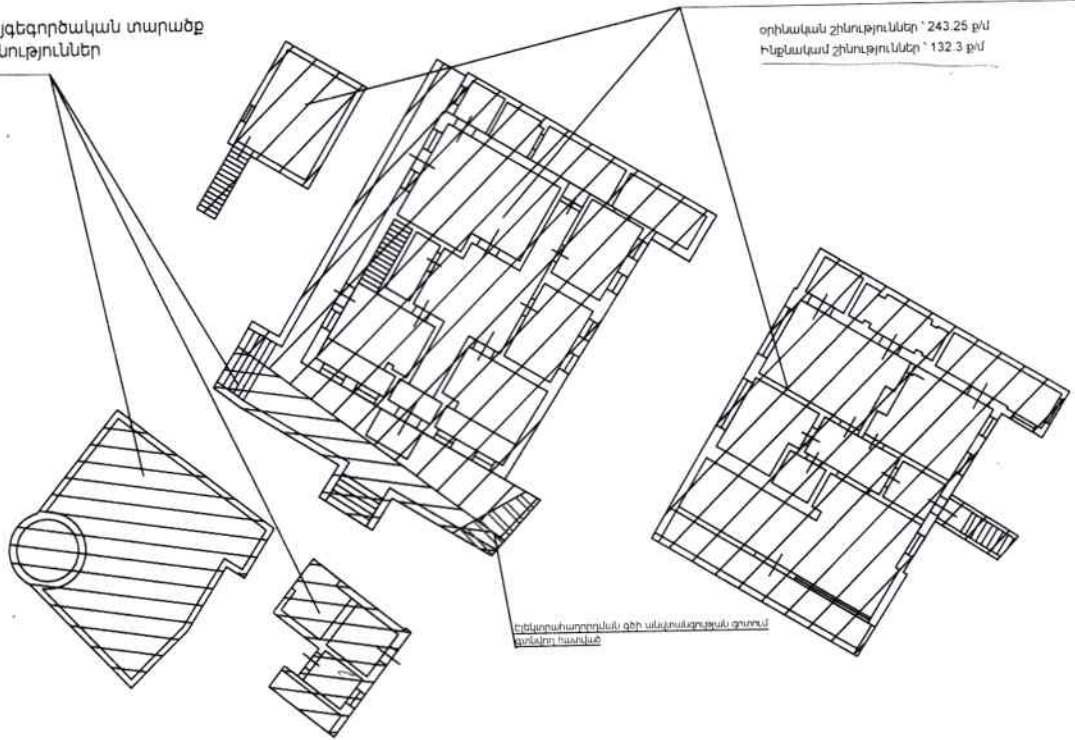 յգեգործական տարածք
նություններ
օրինական շինություններ ՝ 243.25 ք/մ
Ինքնակամ շինություններ ՝ 132.3 ք/մ
Էլեկտրահաղորդման գծի անվտանգության գոտում
գտնվող հատված